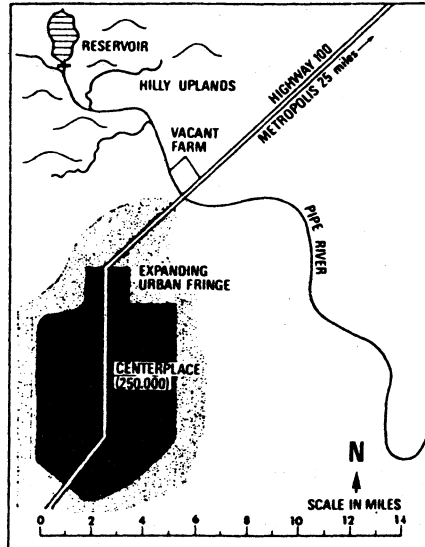 RESERVOIR
HILLY UPLANDS
HIGHWAY 100
METROPOLIS 25 miles
VACANT
FARM
PIPE RIVER
EXPANDING
URBAN FRINGE
CENTERPLACE
(250,000)
N
SCALE IN MILES
0 2 4 6 8 10 12 14